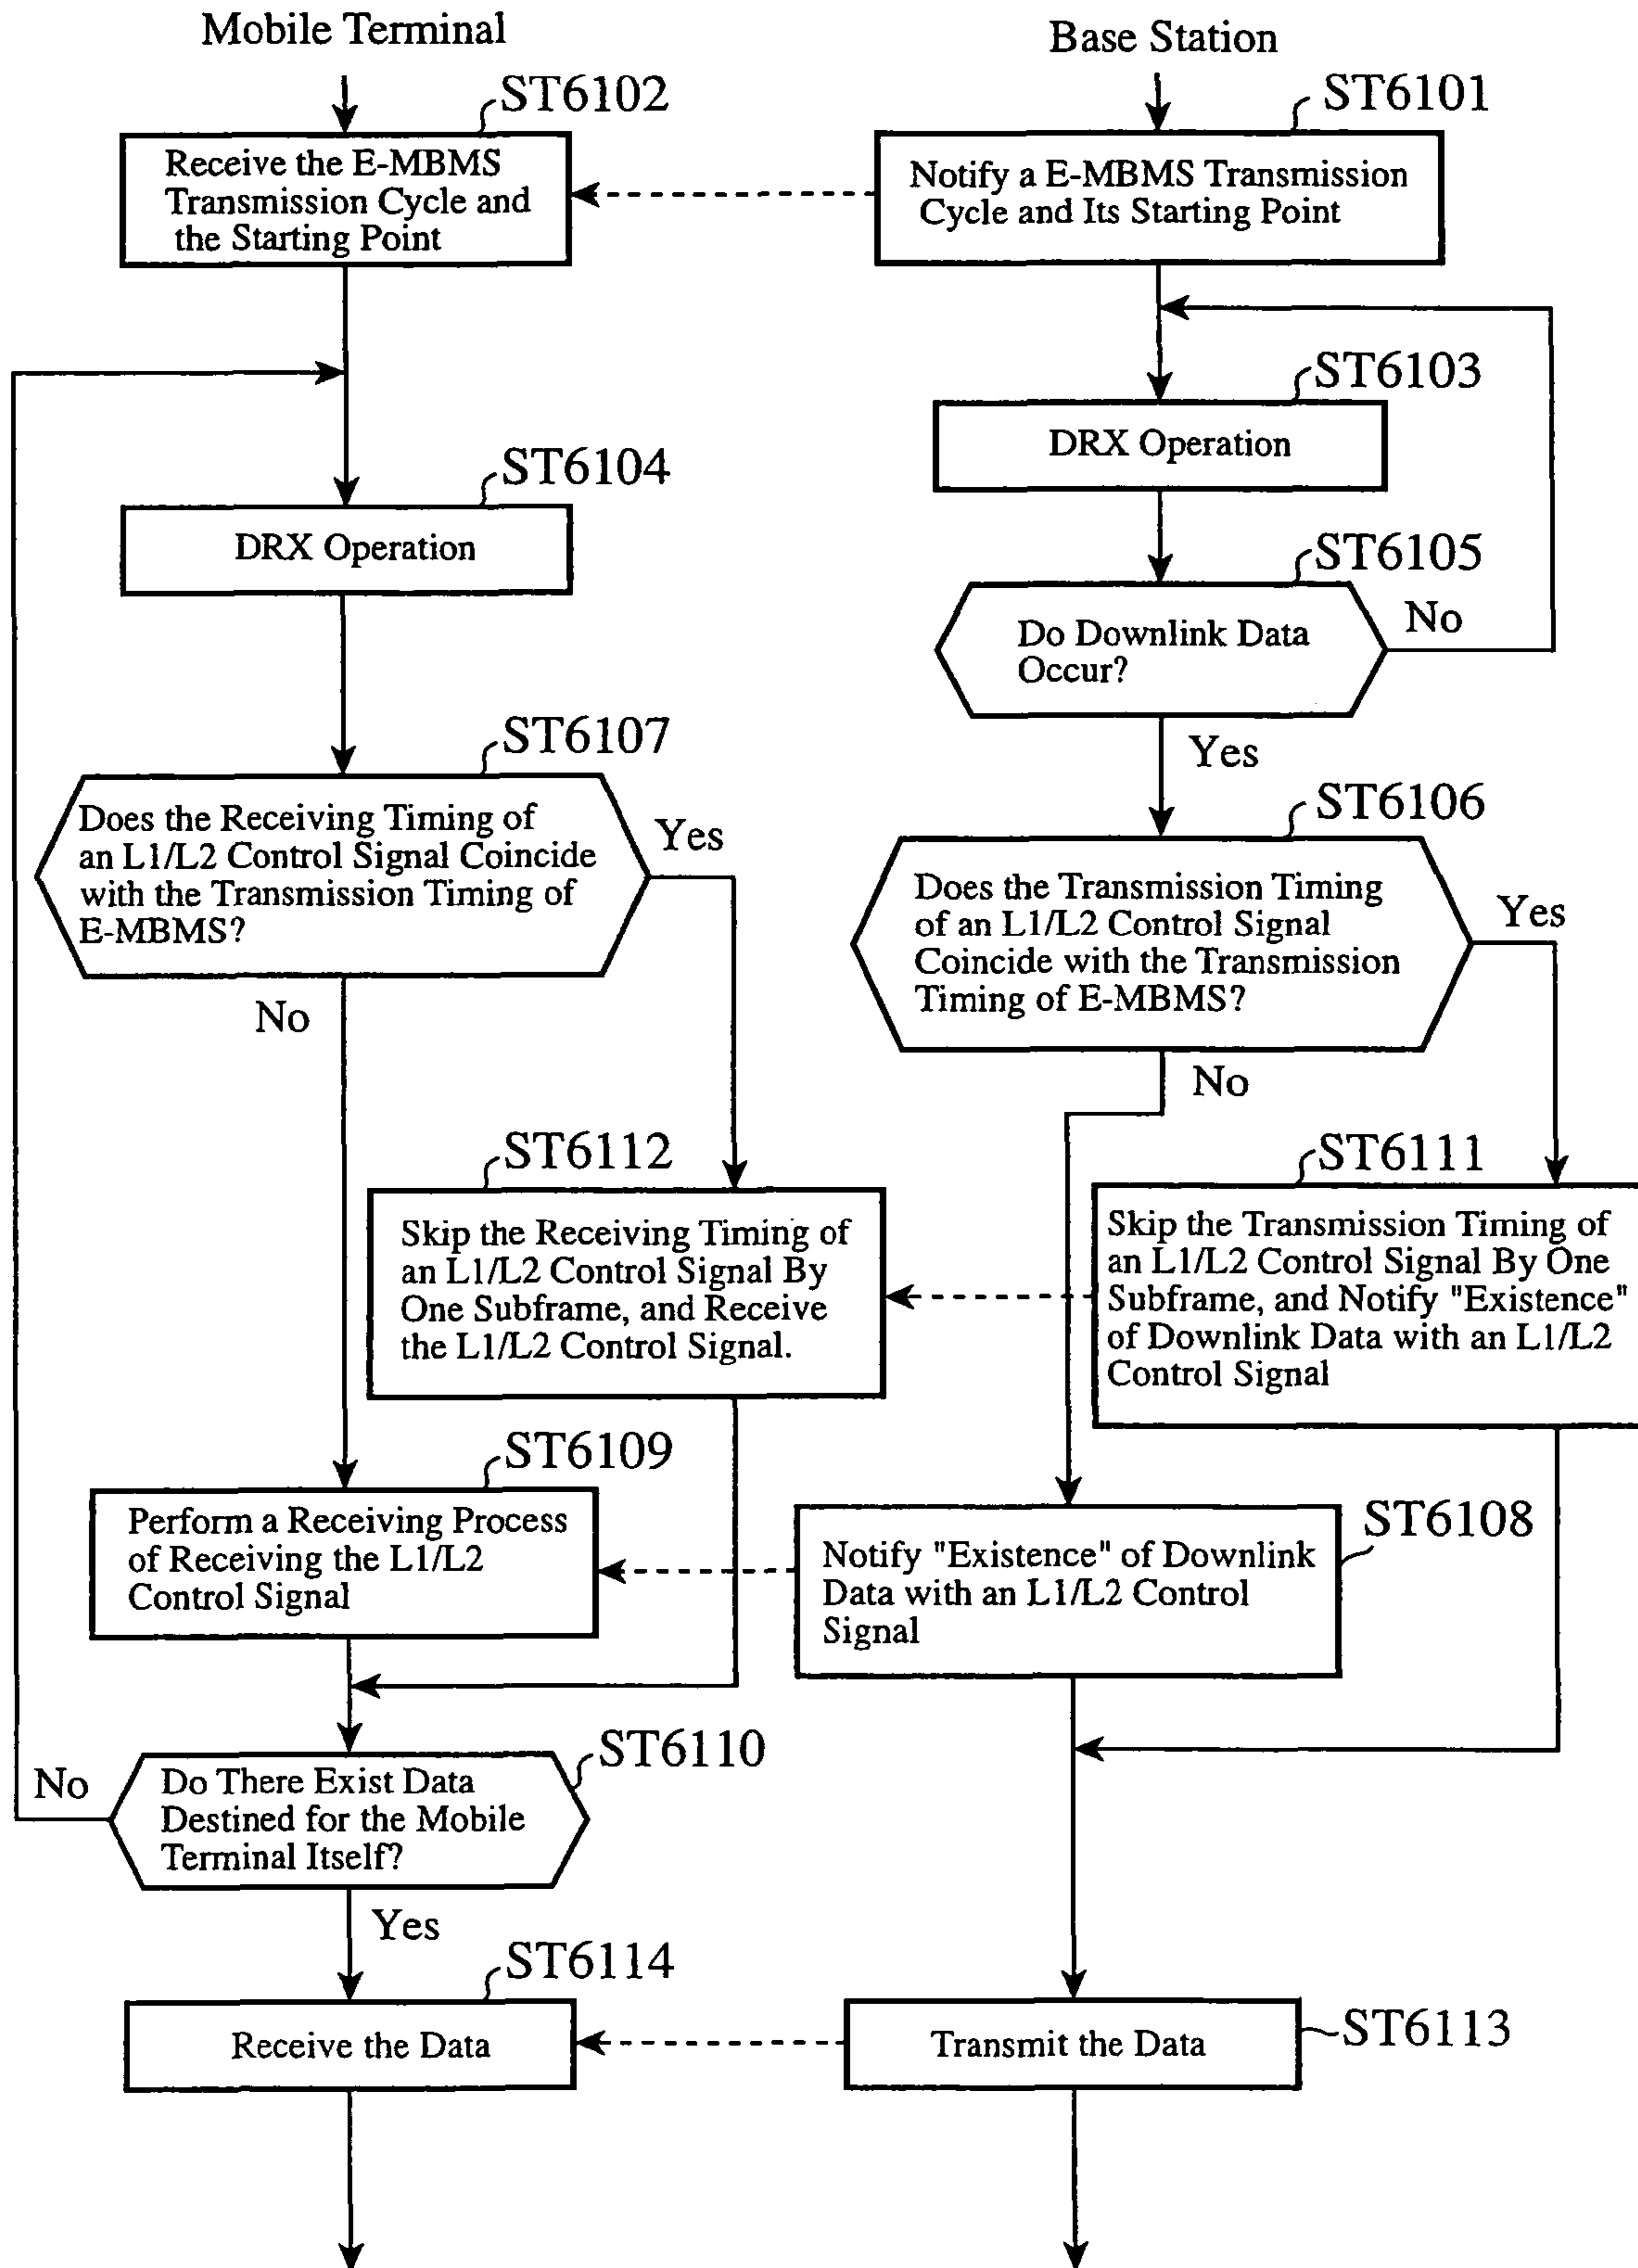 Mobile Terminal
Base Station
ST6102
ST6101
Receive the E-MBMS
Transmission Cycle and
the Starting Point
Notify a E-MBMS Transmission
Cycle and Its Starting Point
ST6103
DRX Operation
ST6104
DRX Operation
ST6105
Do Downlink Data
Occur?
No
Yes
ST6107
Does the Receiving Timing of
an L1/L2 Control Signal Coincide
with the Transmission Timing of
E-MBMS?
Yes
No
ST6106
Does the Transmission Timing
of an L1/L2 Control Signal
Coincide with the Transmission
Timing of E-MBMS?
Yes
No
ST6112
Skip the Receiving Timing of
an L1/L2 Control Signal By
One Subframe, and Receive
the L1/L2 Control Signal.
ST6111
Skip the Transmission Timing of
an L1/L2 Control Signal By One
Subframe, and Notify "Existence"
of Downlink Data with an L1/L2
Control Signal
ST6109
Perform a Receiving Process
of Receiving the L1/L2
Control Signal
ST6108
Notify "Existence" of Downlink
Data with an L1/L2 Control
Signal
ST6110
No
Do There Exist Data
Destined for the Mobile
Terminal Itself?
Yes
ST6114
Receive the Data
Transmit the Data
ST6113